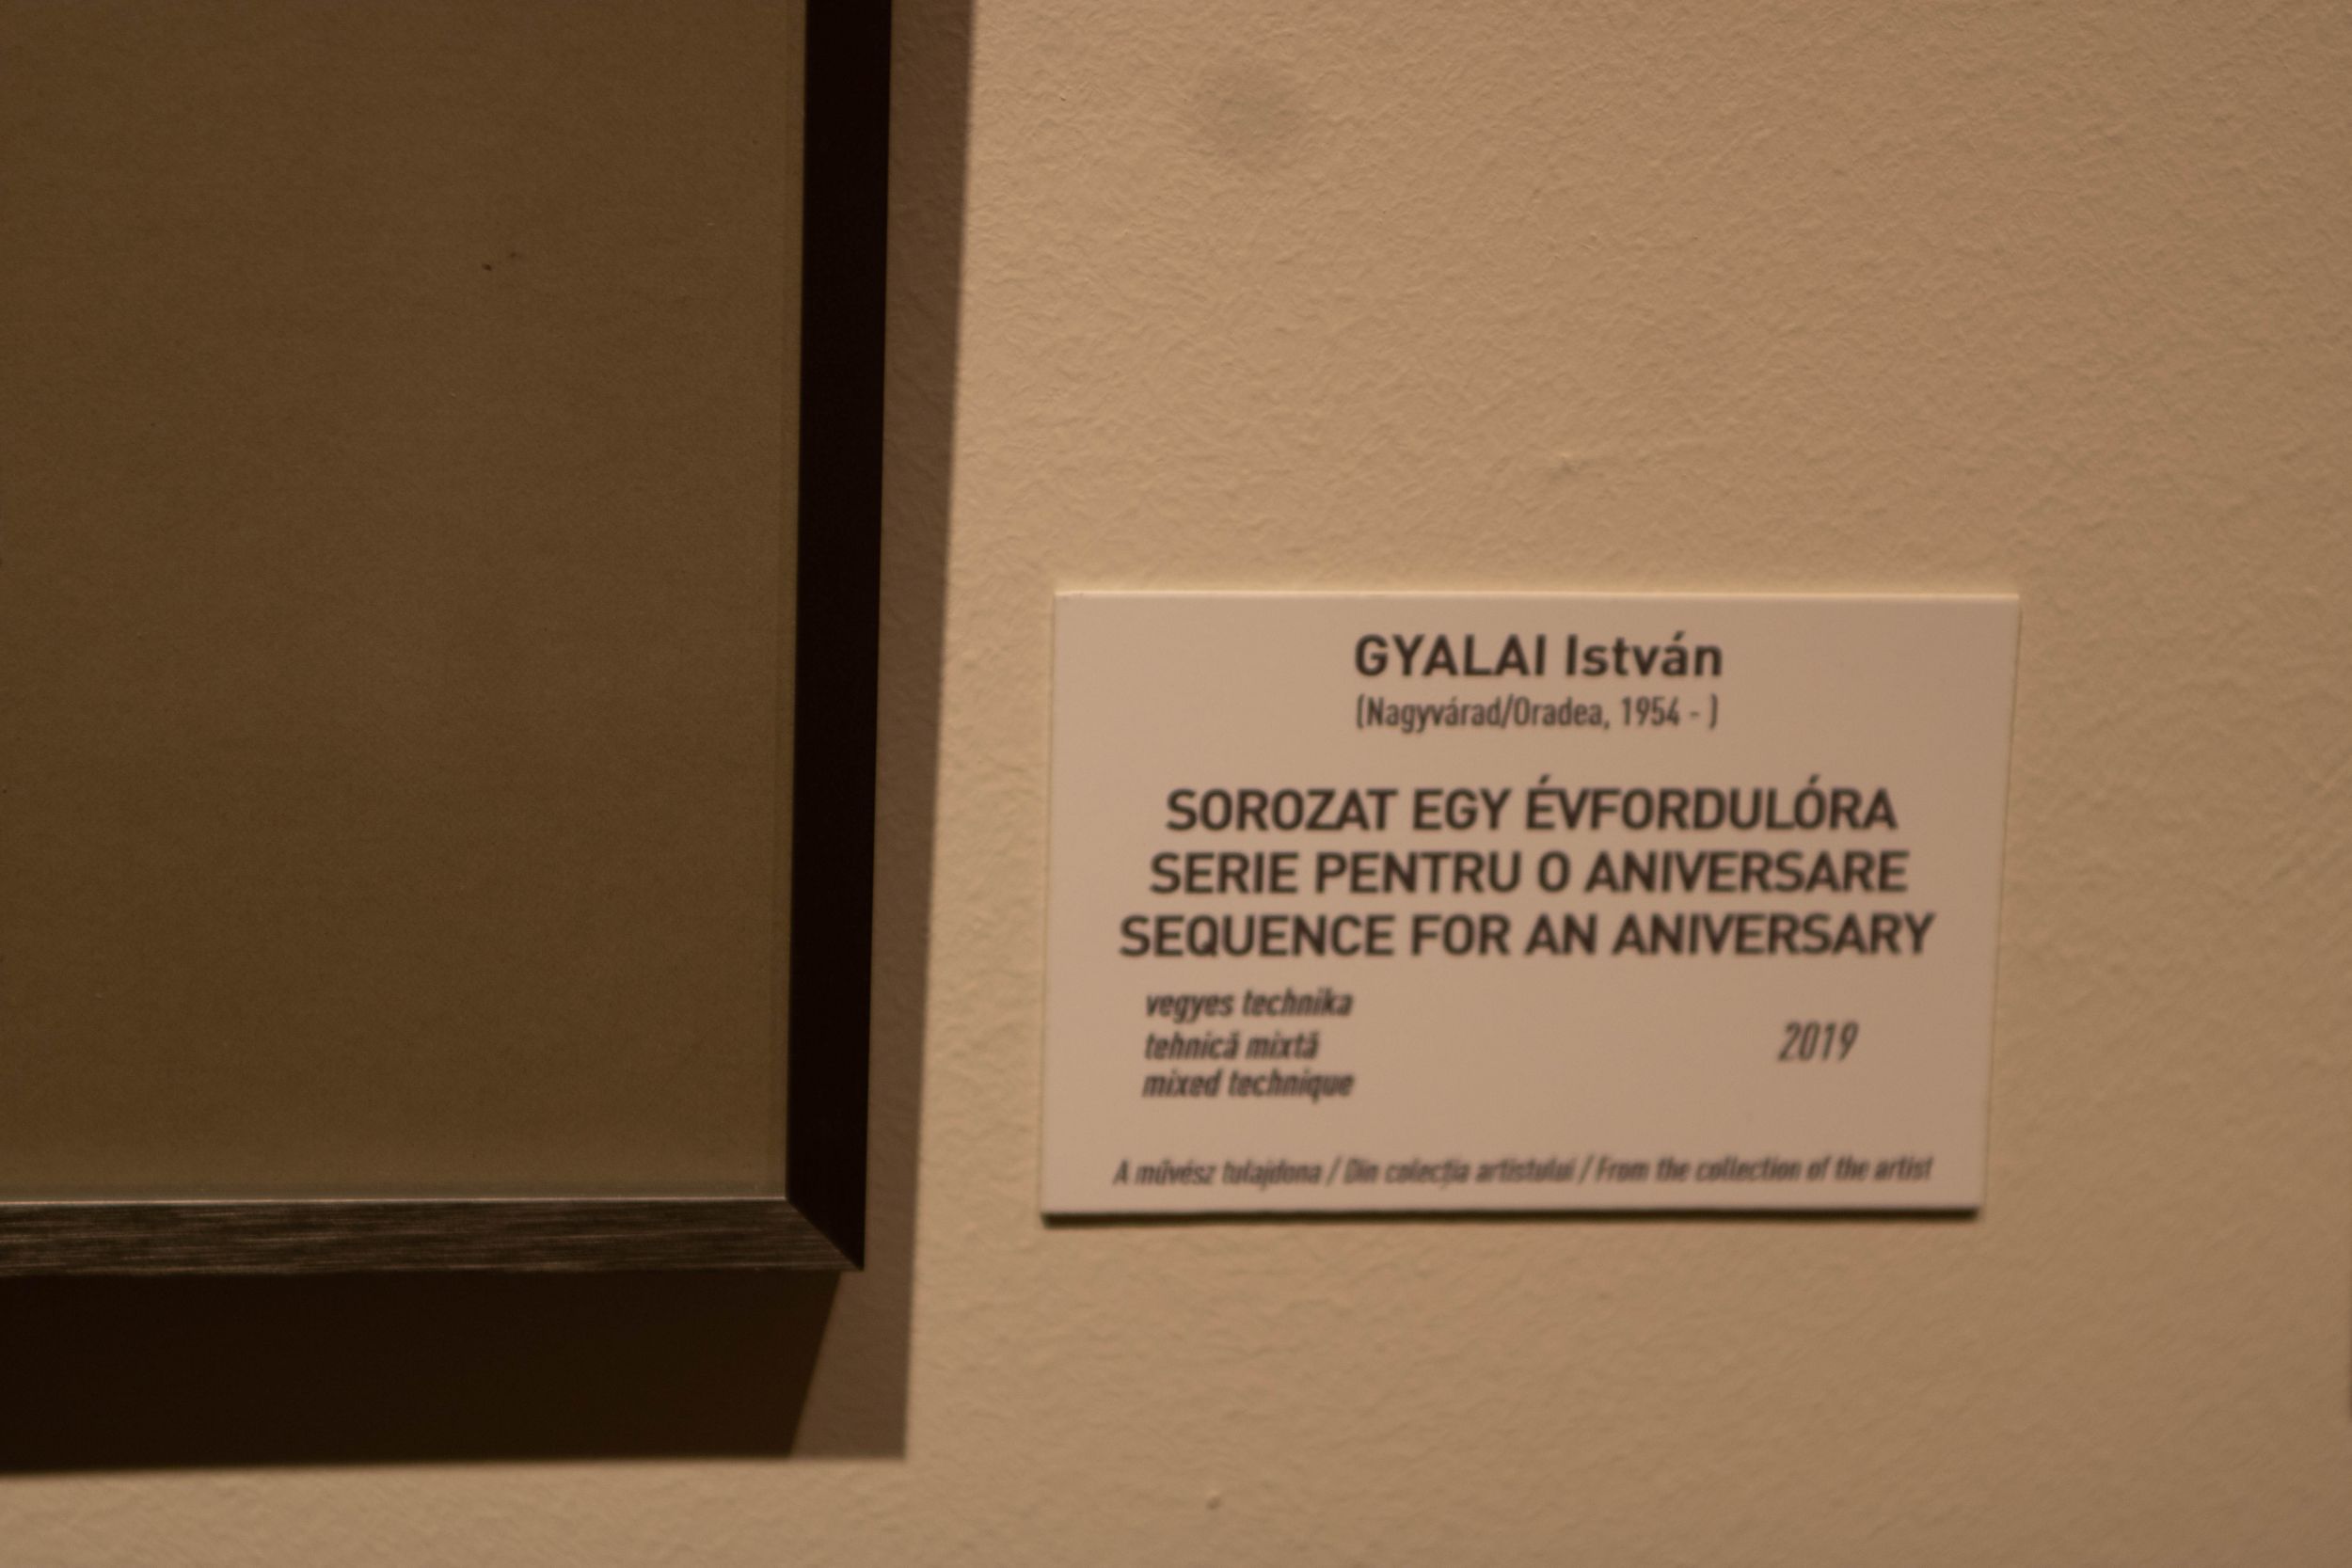 GYALAI István
(Nagyvárad/Oradea, 1954 - )
SOROZAT EGY ÉVFORDULÓRA
SERIE PENTRU O ANIVERSARE
SEQUENCE FOR AN ANIVERSARY
vegyes technika
tehnică mixtă
mixed technique
2019
A művész tulajdona / Din colecția artistului / From the collection of the artist